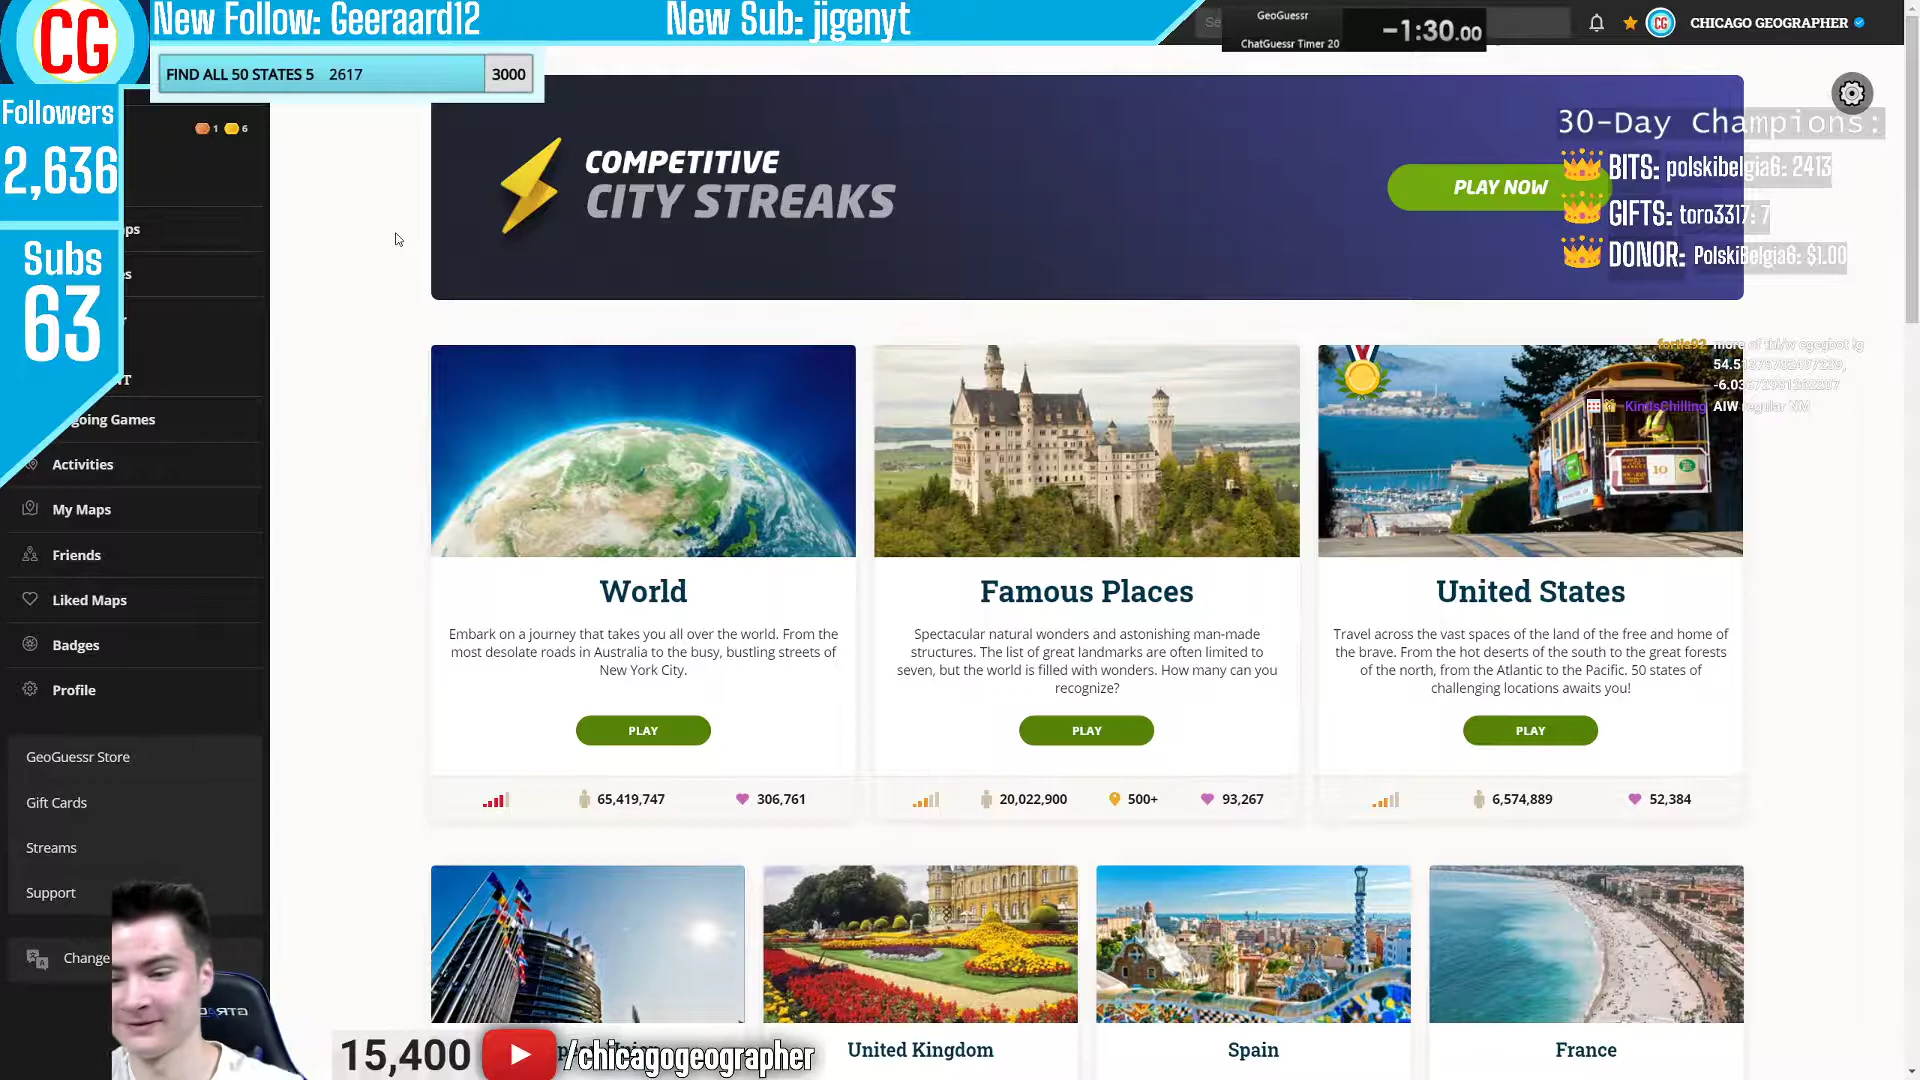 New Follow: Geeraard12
New Sub: jigenyt
CG
FIND ALL 50 STATES 5 2617
3000
Followers
2,636
Subs
63
GeoGuessr
ChatGuessr Timer 20
-1:30.00
CG
CHICAGO GEOGRAPHER
1 6
COMPETITIVE
CITY STREAKS
PLAY NOW
30-Day Champions:
BITS: polskibelgia6: 2413
GIFTS: toro3317: 7
DONOR: PolskiBelgia6: $1.00
KindsChilling AIW regular NM
going Games
Activities
My Maps
Friends
Liked Maps
Badges
Profile
GeoGuessr Store
Gift Cards
Streams
Support
Change
World
Embark on a journey that takes you all over the world. From the
most desolate roads in Australia to the busy, bustling streets of
New York City.
PLAY
65,419,747
306,761
Famous Places
Spectacular natural wonders and astonishing man-made
structures. The list of great landmarks are often limited to
seven, but the world is filled with wonders. How many can you
recognize?
PLAY
20,022,900
500+
93,267
United States
Travel across the vast spaces of the land of the free and home of
the brave. From the hot deserts of the south to the great forests
of the north, from the Atlantic to the Pacific. 50 states of
challenging locations awaits you!
PLAY
6,574,889
52,384
United Kingdom
Spain
France
15,400
/chicagogeographer